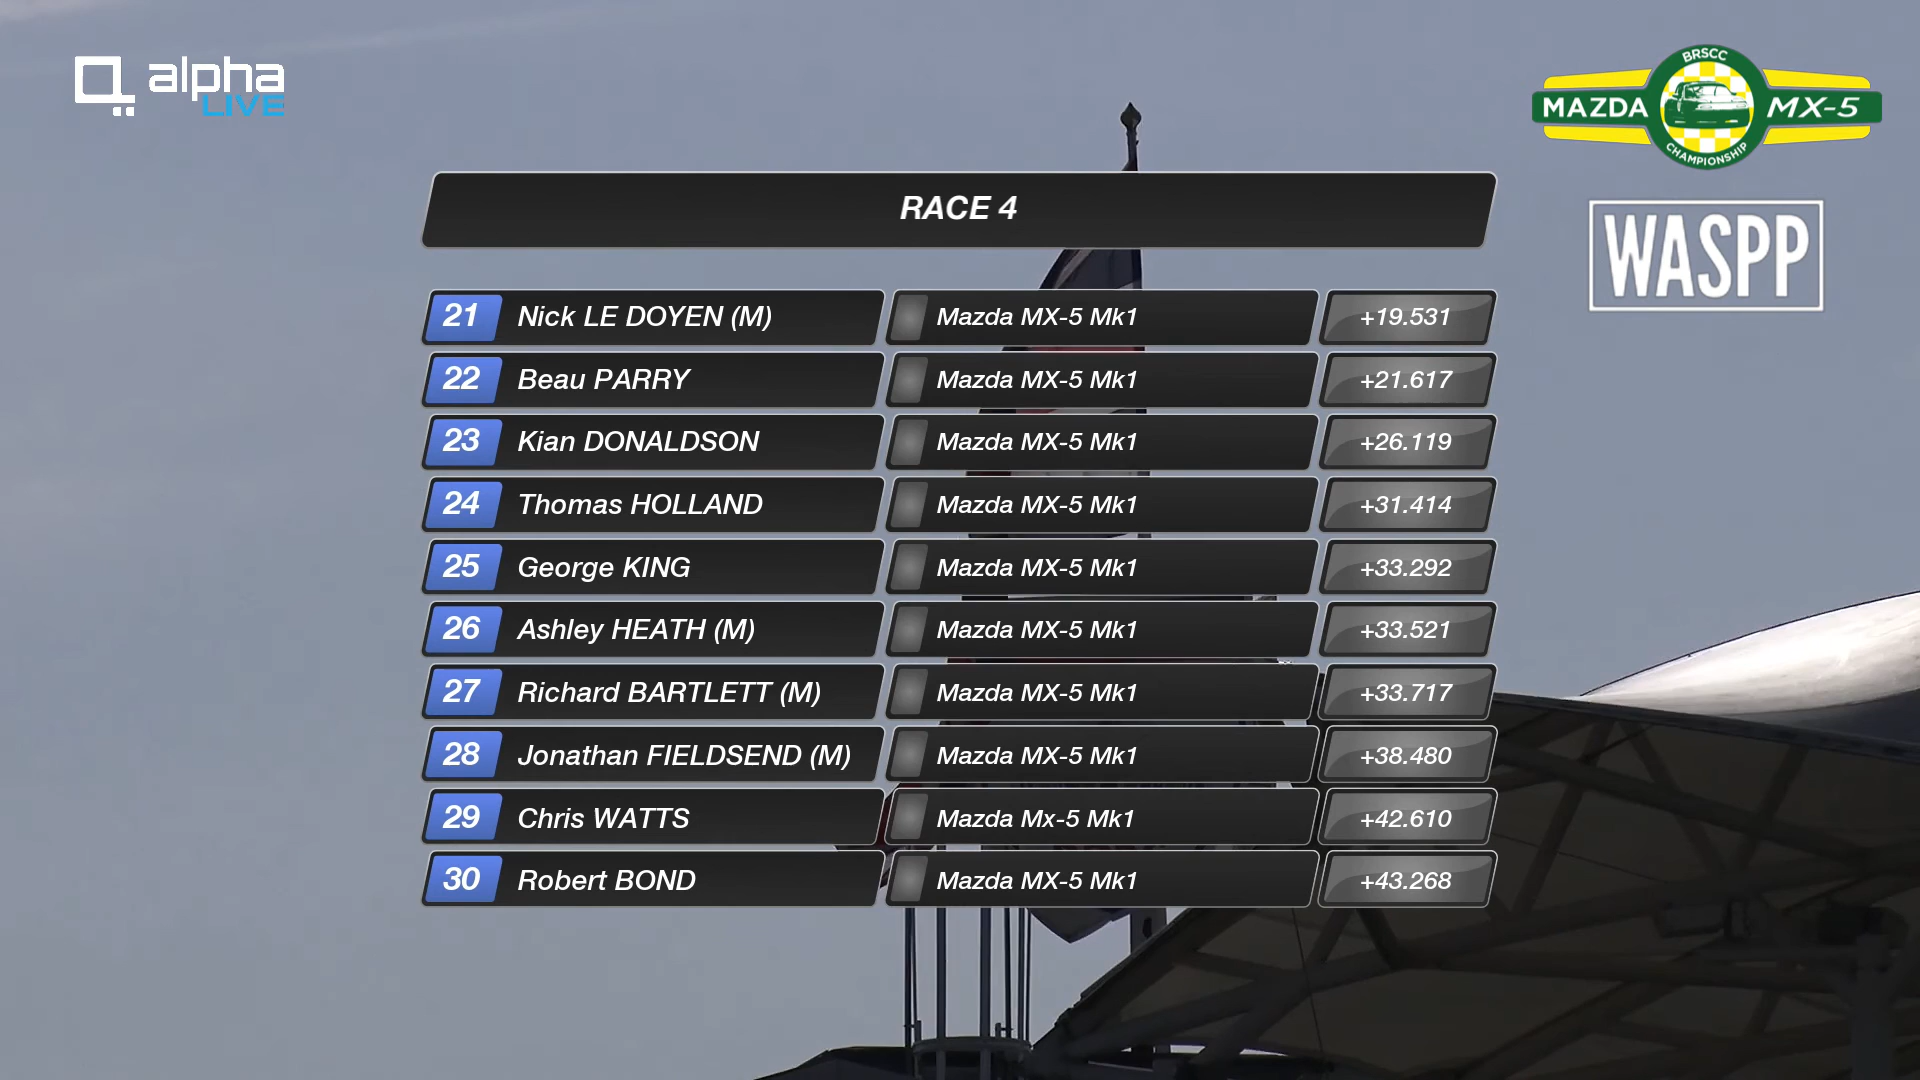 alpha
LIVE
BRSCC
MAZDA MX-5
CHAMPIONSHIP
WASPP
RACE 4
21 Nick LE DOYEN (M) Mazda MX-5 Mk1 +19.531
22 Beau PARRY Mazda MX-5 Mk1 +21.617
23 Kian DONALDSON Mazda MX-5 Mk1 +26.119
24 Thomas HOLLAND Mazda MX-5 Mk1 +31.414
25 George KING Mazda MX-5 Mk1 +33.292
26 Ashley HEATH (M) Mazda MX-5 Mk1 +33.521
27 Richard BARTLETT (M) Mazda MX-5 Mk1 +33.717
28 Jonathan FIELDSEND (M) Mazda MX-5 Mk1 +38.480
29 Chris WATTS Mazda Mx-5 Mk1 +42.610
30 Robert BOND Mazda MX-5 Mk1 +43.268